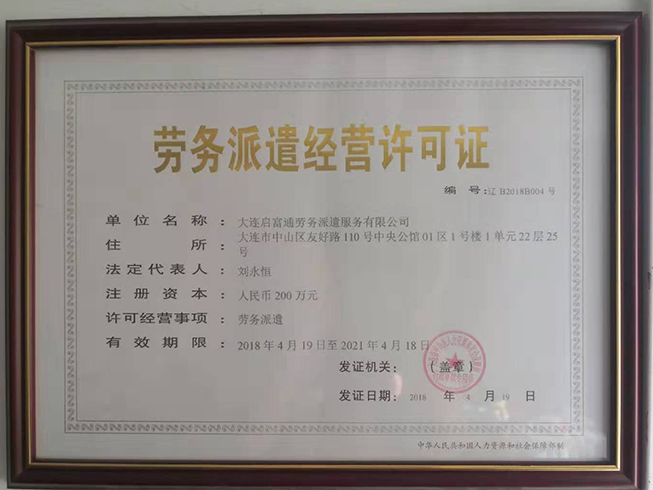 劳务派遣经营许可证
编 号:辽 B2018B004 号
单位名称: 大连启富通劳务派遣服务有限公司
住 所: 大连市中山区友好路 110 号中央公馆 01 区 1 号楼 1 单元 22 层 25
号
法定代表人: 刘永恒
注册资本: 人民币 200 万元
许可经营事项: 劳务派遣
有效期限: 2018 年 4 月 19 日至 2021 年 4 月 18 日
发证机关: (盖章)
发证日期: 2018 年 4 月 19 日
中华人民共和国人力资源和社会保障部制